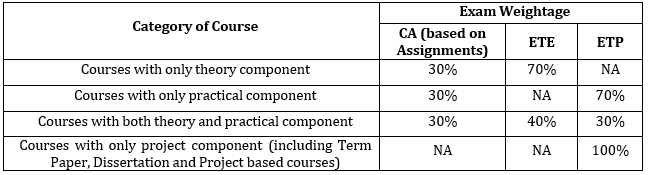 Category of Course
Exam Weightage
CA (based on
Assignments)
ETE
ETP
Courses with only theory component 30% 70% NA
Courses with only practical component 30% NA 70%
Courses with both theory and practical component 30% 40% 30%
Courses with only project component (including Term
Paper, Dissertation and Project based courses)
NA NA 100%